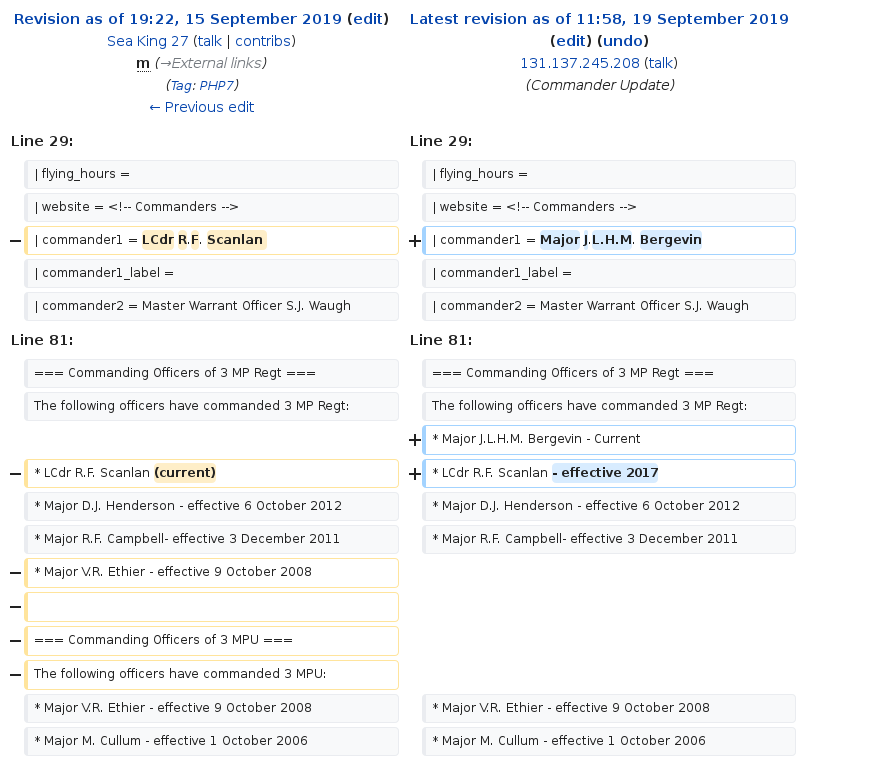 Revision as of 19:22, 15 September 2019 (edit)
Sea King 27 (talk | contribs)
m (→External links)
(Tag: PHP7)
← Previous edit
Latest revision as of 11:58, 19 September 2019
(edit) (undo)
131.137.245.208 (talk)
(Commander Update)
Line 29:
Line 29:
| flying_hours =
| flying_hours =
| website = <!-- Commanders -->
| website = <!-- Commanders -->
− | commander1 = LCdr R.F. Scanlan
+ | commander1 = Major J.L.H.M. Bergevin
| commander1_label =
| commander1_label =
| commander2 = Master Warrant Officer S.J. Waugh
| commander2 = Master Warrant Officer S.J. Waugh
Line 81:
Line 81:
=== Commanding Officers of 3 MP Regt ===
=== Commanding Officers of 3 MP Regt ===
The following officers have commanded 3 MP Regt:
The following officers have commanded 3 MP Regt:
+ * Major J.L.H.M. Bergevin - Current
− * LCdr R.F. Scanlan (current)
+ * LCdr R.F. Scanlan - effective 2017
* Major D.J. Henderson - effective 6 October 2012
* Major D.J. Henderson - effective 6 October 2012
* Major R.F. Campbell- effective 3 December 2011
* Major R.F. Campbell- effective 3 December 2011
− * Major V.R. Ethier - effective 9 October 2008
−
− === Commanding Officers of 3 MPU ===
− The following officers have commanded 3 MPU:
* Major V.R. Ethier - effective 9 October 2008
* Major V.R. Ethier - effective 9 October 2008
* Major M. Cullum - effective 1 October 2006
* Major M. Cullum - effective 1 October 2006